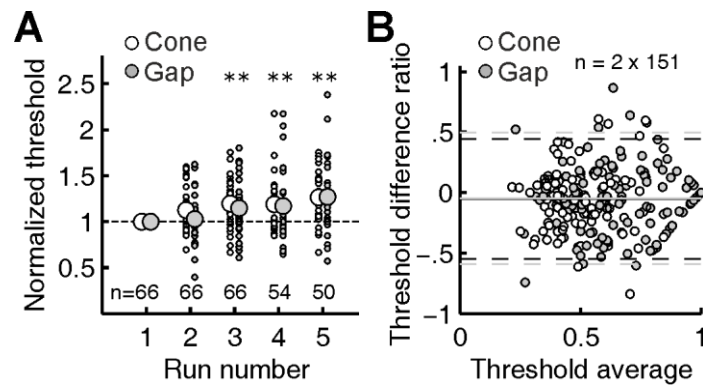 A
Cone
Gap
Normalized threshold
2.5
2
1.5
1
0.5
** ** **
n=66 66 66 54 50
1 2 3 4 5
Run number
B
Cone
Gap
n = 2 x 151
Threshold difference ratio
1
.5
0
-.5
-1
0 0.5 1
Threshold average